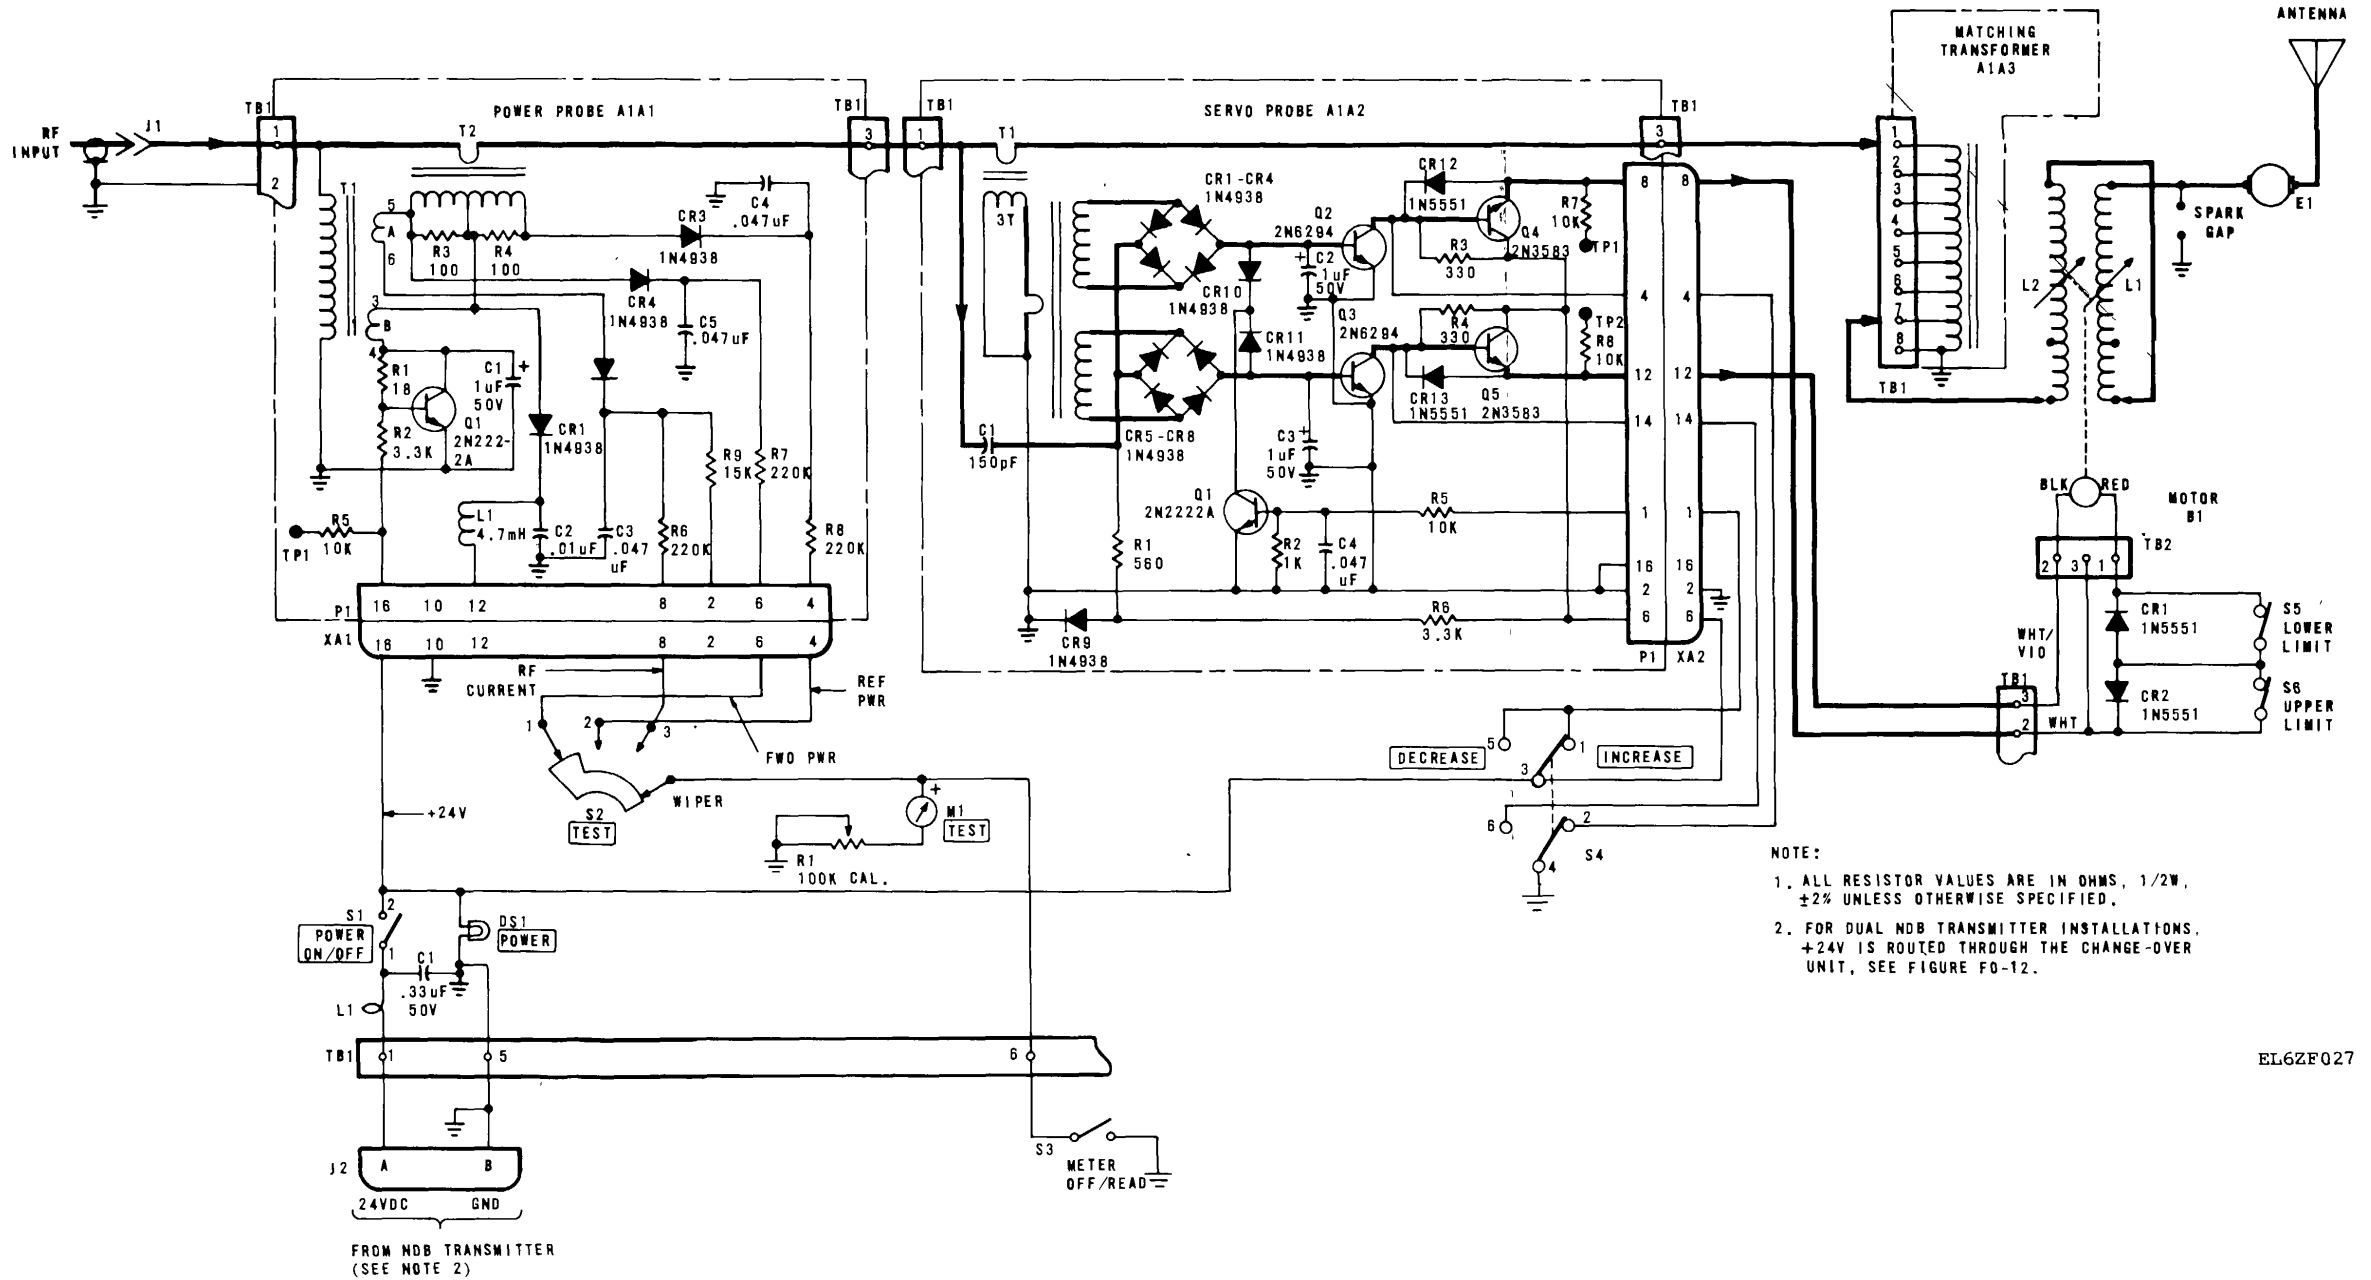 ANTENNA
MATCHING
TRANSFORMER
A1A3
TB1
POWER PROBE A1A1
TB1
TB1
SERVO PROBE A1A2
TB1
RF
INPUT
J1
1
2
T2
3
1
T1
3
1
2
3
4
5
6
7
8
TB1
T1
5
A
6
3
B
4
R3
100
R4
100
C4
.047uF
CR3
1N4938
CR4
1N4938
C5
.047uF
R1
18
R2
3.3K
C1
1uF
50V
+
Q1
2N222-
2A
CR1
1N4938
R9
15K
R7
220K
L1
4.7mH
C2
.01uF
C3
.047
uF
R6
220K
R8
220K
TP1
R5
10K
P1
16
10
12
8
2
6
4
XA1
16
10
12
8
2
6
4
3T
CR1-CR4
1N4938
CR5-CR8
1N4938
C1
150pF
CR10
1N4938
CR11
1N4938
+
C2
1uF
50V
Q2
2N6294
Q3
2N6294
CR12
1N5551
Q4
2N3583
R3
330
R4
330
R7
10K
TP1
TP2
R8
10K
CR13
1N5551
Q5
2N3583
C3
+
1uF
50V
Q1
2N2222A
R5
10K
R1
560
R2
1K
C4
.047
uF
CR9
1N4938
R6
3.3K
8
8
4
4
12
12
14
14
1
1
16
16
2
2
6
6
P1
XA2
L2
L1
SPARK
GAP
E1
BLK
RED
MOTOR
B1
TB2
2
3
1
WHT/
VIO
CR1
1N5551
CR2
1N5551
S5
LOWER
LIMIT
S6
UPPER
LIMIT
TB1
3
2
WHT
RF
CURRENT
REF
PWR
FWO PWR
1
2
3
WIPER
S2
TEST
M1
+
TEST
R1
100K CAL.
+24V
DECREASE
5
1
INCREASE
3
6
2
4
S4
S1
POWER
ON/OFF
2
1
DS1
POWER
C1
.33uF
50V
L1
TB1
1
5
6
J2
A
B
24VDC
GND
FROM NDB TRANSMITTER
(SEE NOTE 2)
S3
METER
OFF/READ
NOTE:
1. ALL RESISTOR VALUES ARE IN OHMS, 1/2W,
±2% UNLESS OTHERWISE SPECIFIED.
2. FOR DUAL NDB TRANSMITTER INSTALLATIONS,
+24V IS ROUTED THROUGH THE CHANGE-OVER
UNIT, SEE FIGURE FO-12.
EL6ZF027